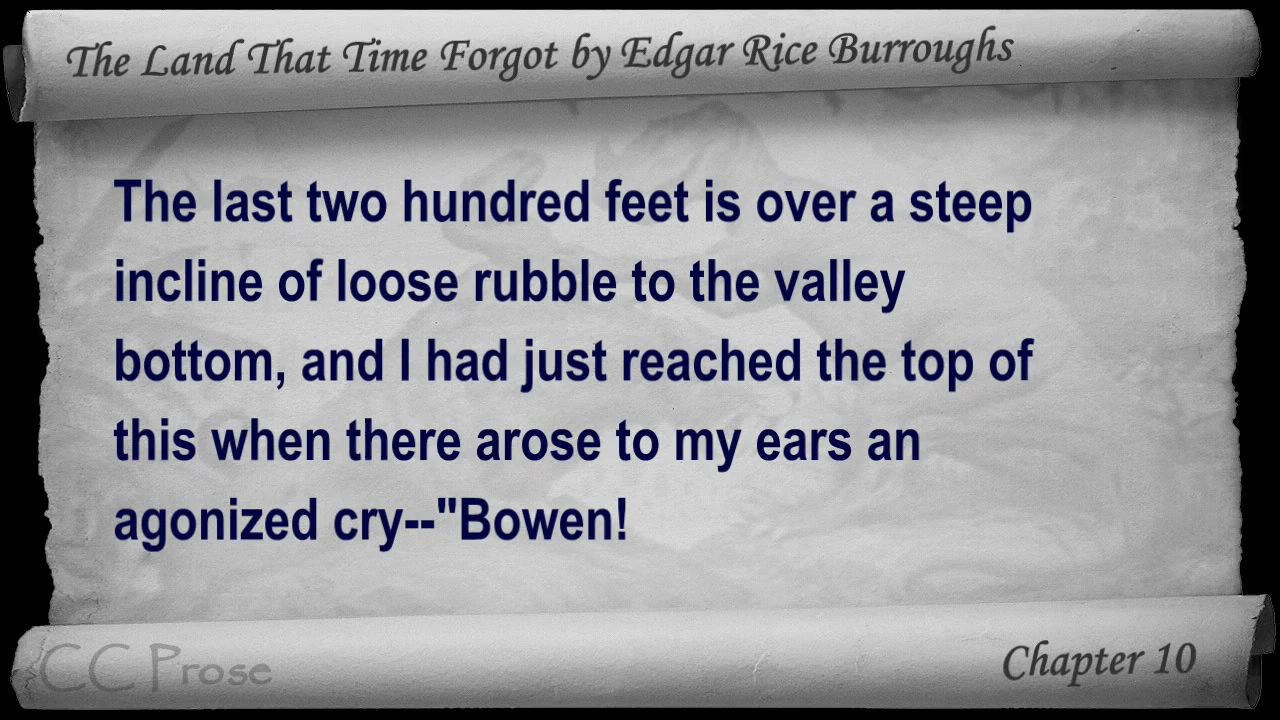 The Land That Time Forgot by Edgar Rice Burroughs
The last two hundred feet is over a steep
incline of loose rubble to the valley
bottom, and I had just reached the top of
this when there arose to my ears an
agonized cry--"Bowen!
CC Prose
Chapter 10